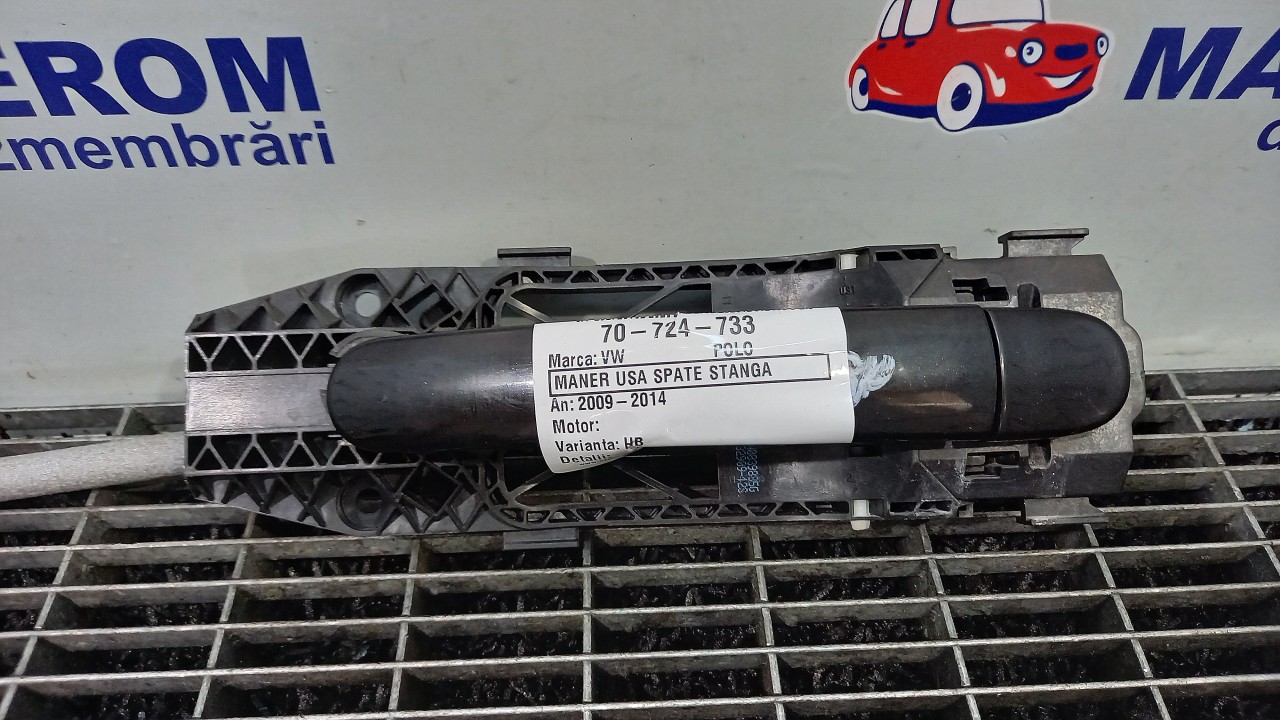 EROM
zmembrări
MA
70-724-733
Marca: VW POLO
MANER USA SPATE STANGA
An: 2009-2014
Motor:
Varianta: HB
Detalii: